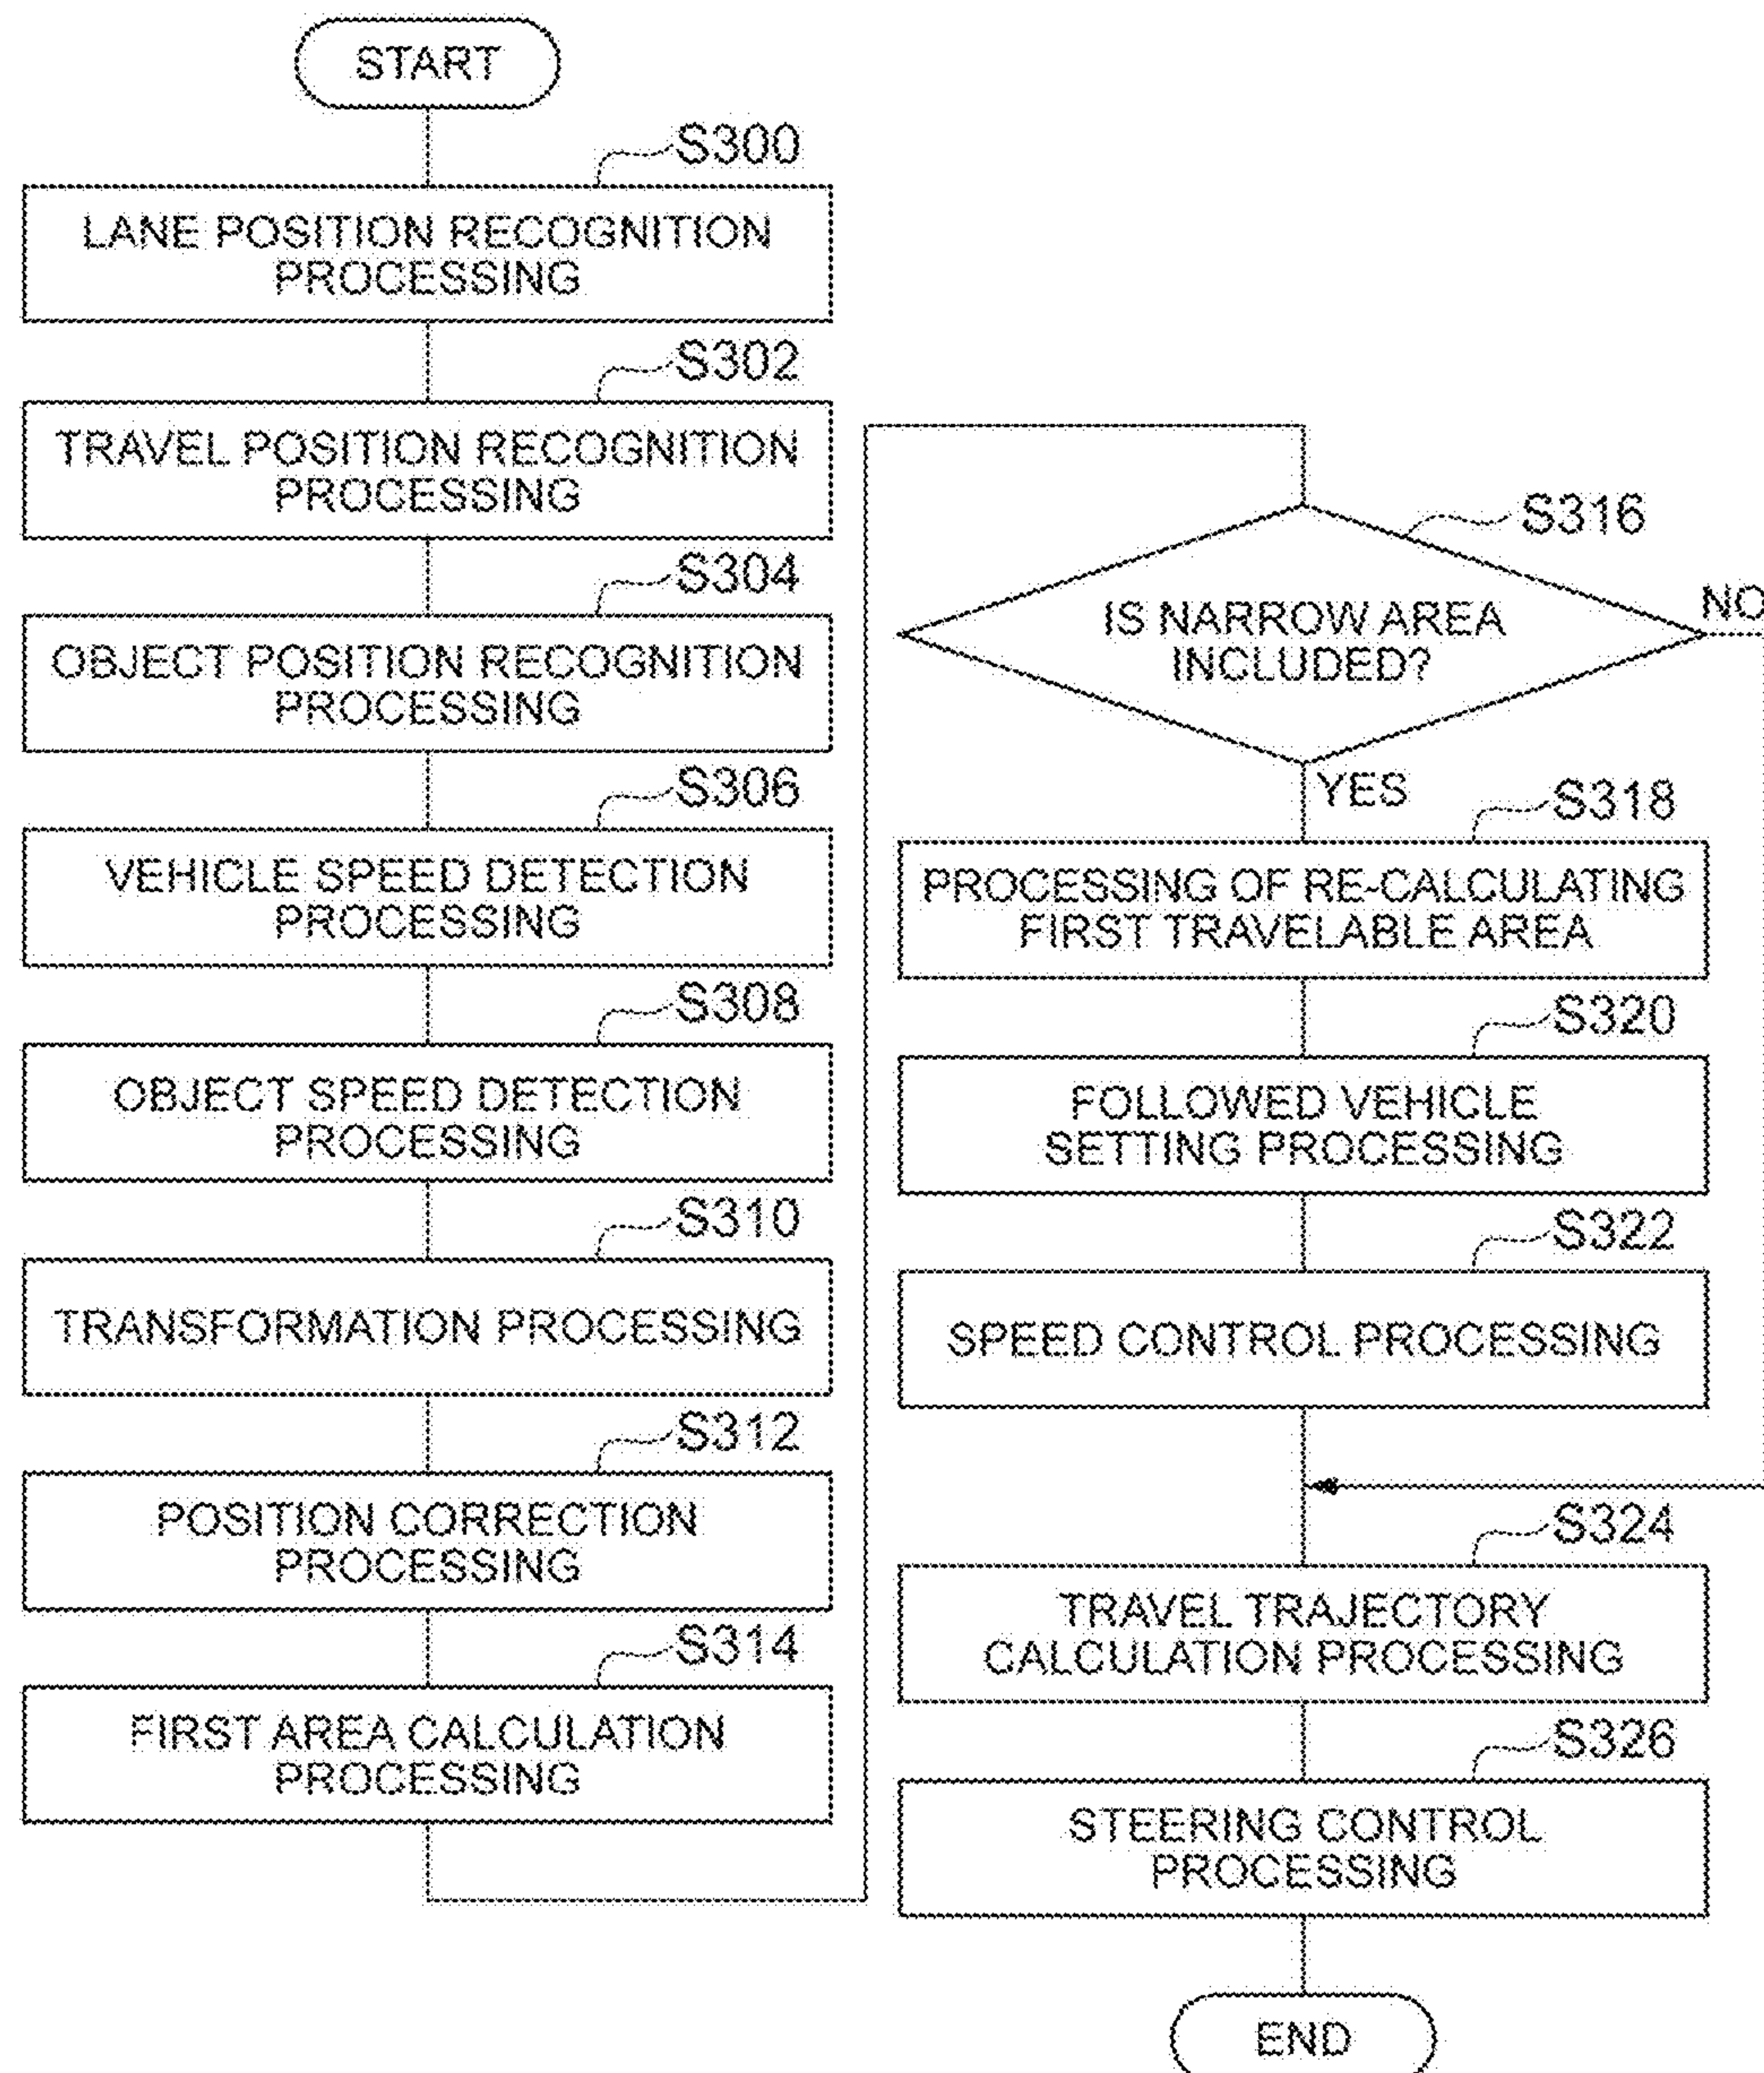 START
S300
LANE POSITION RECOGNITION
PROCESSING
S302
TRAVEL POSITION RECOGNITION
PROCESSING
S304
OBJECT POSITION RECOGNITION
PROCESSING
S306
VEHICLE SPEED DETECTION
PROCESSING
S308
OBJECT SPEED DETECTION
PROCESSING
S310
TRANSFORMATION PROCESSING
S312
POSITION CORRECTION
PROCESSING
S314
FIRST AREA CALCULATION
PROCESSING
S316
IS NARROW AREA
INCLUDED?
NO
YES
S318
PROCESSING OF RE-CALCULATING
FIRST TRAVELABLE AREA
S320
FOLLOWED VEHICLE
SETTING PROCESSING
S322
SPEED CONTROL PROCESSING
S324
TRAVEL TRAJECTORY
CALCULATION PROCESSING
S326
STEERING CONTROL
PROCESSING
END